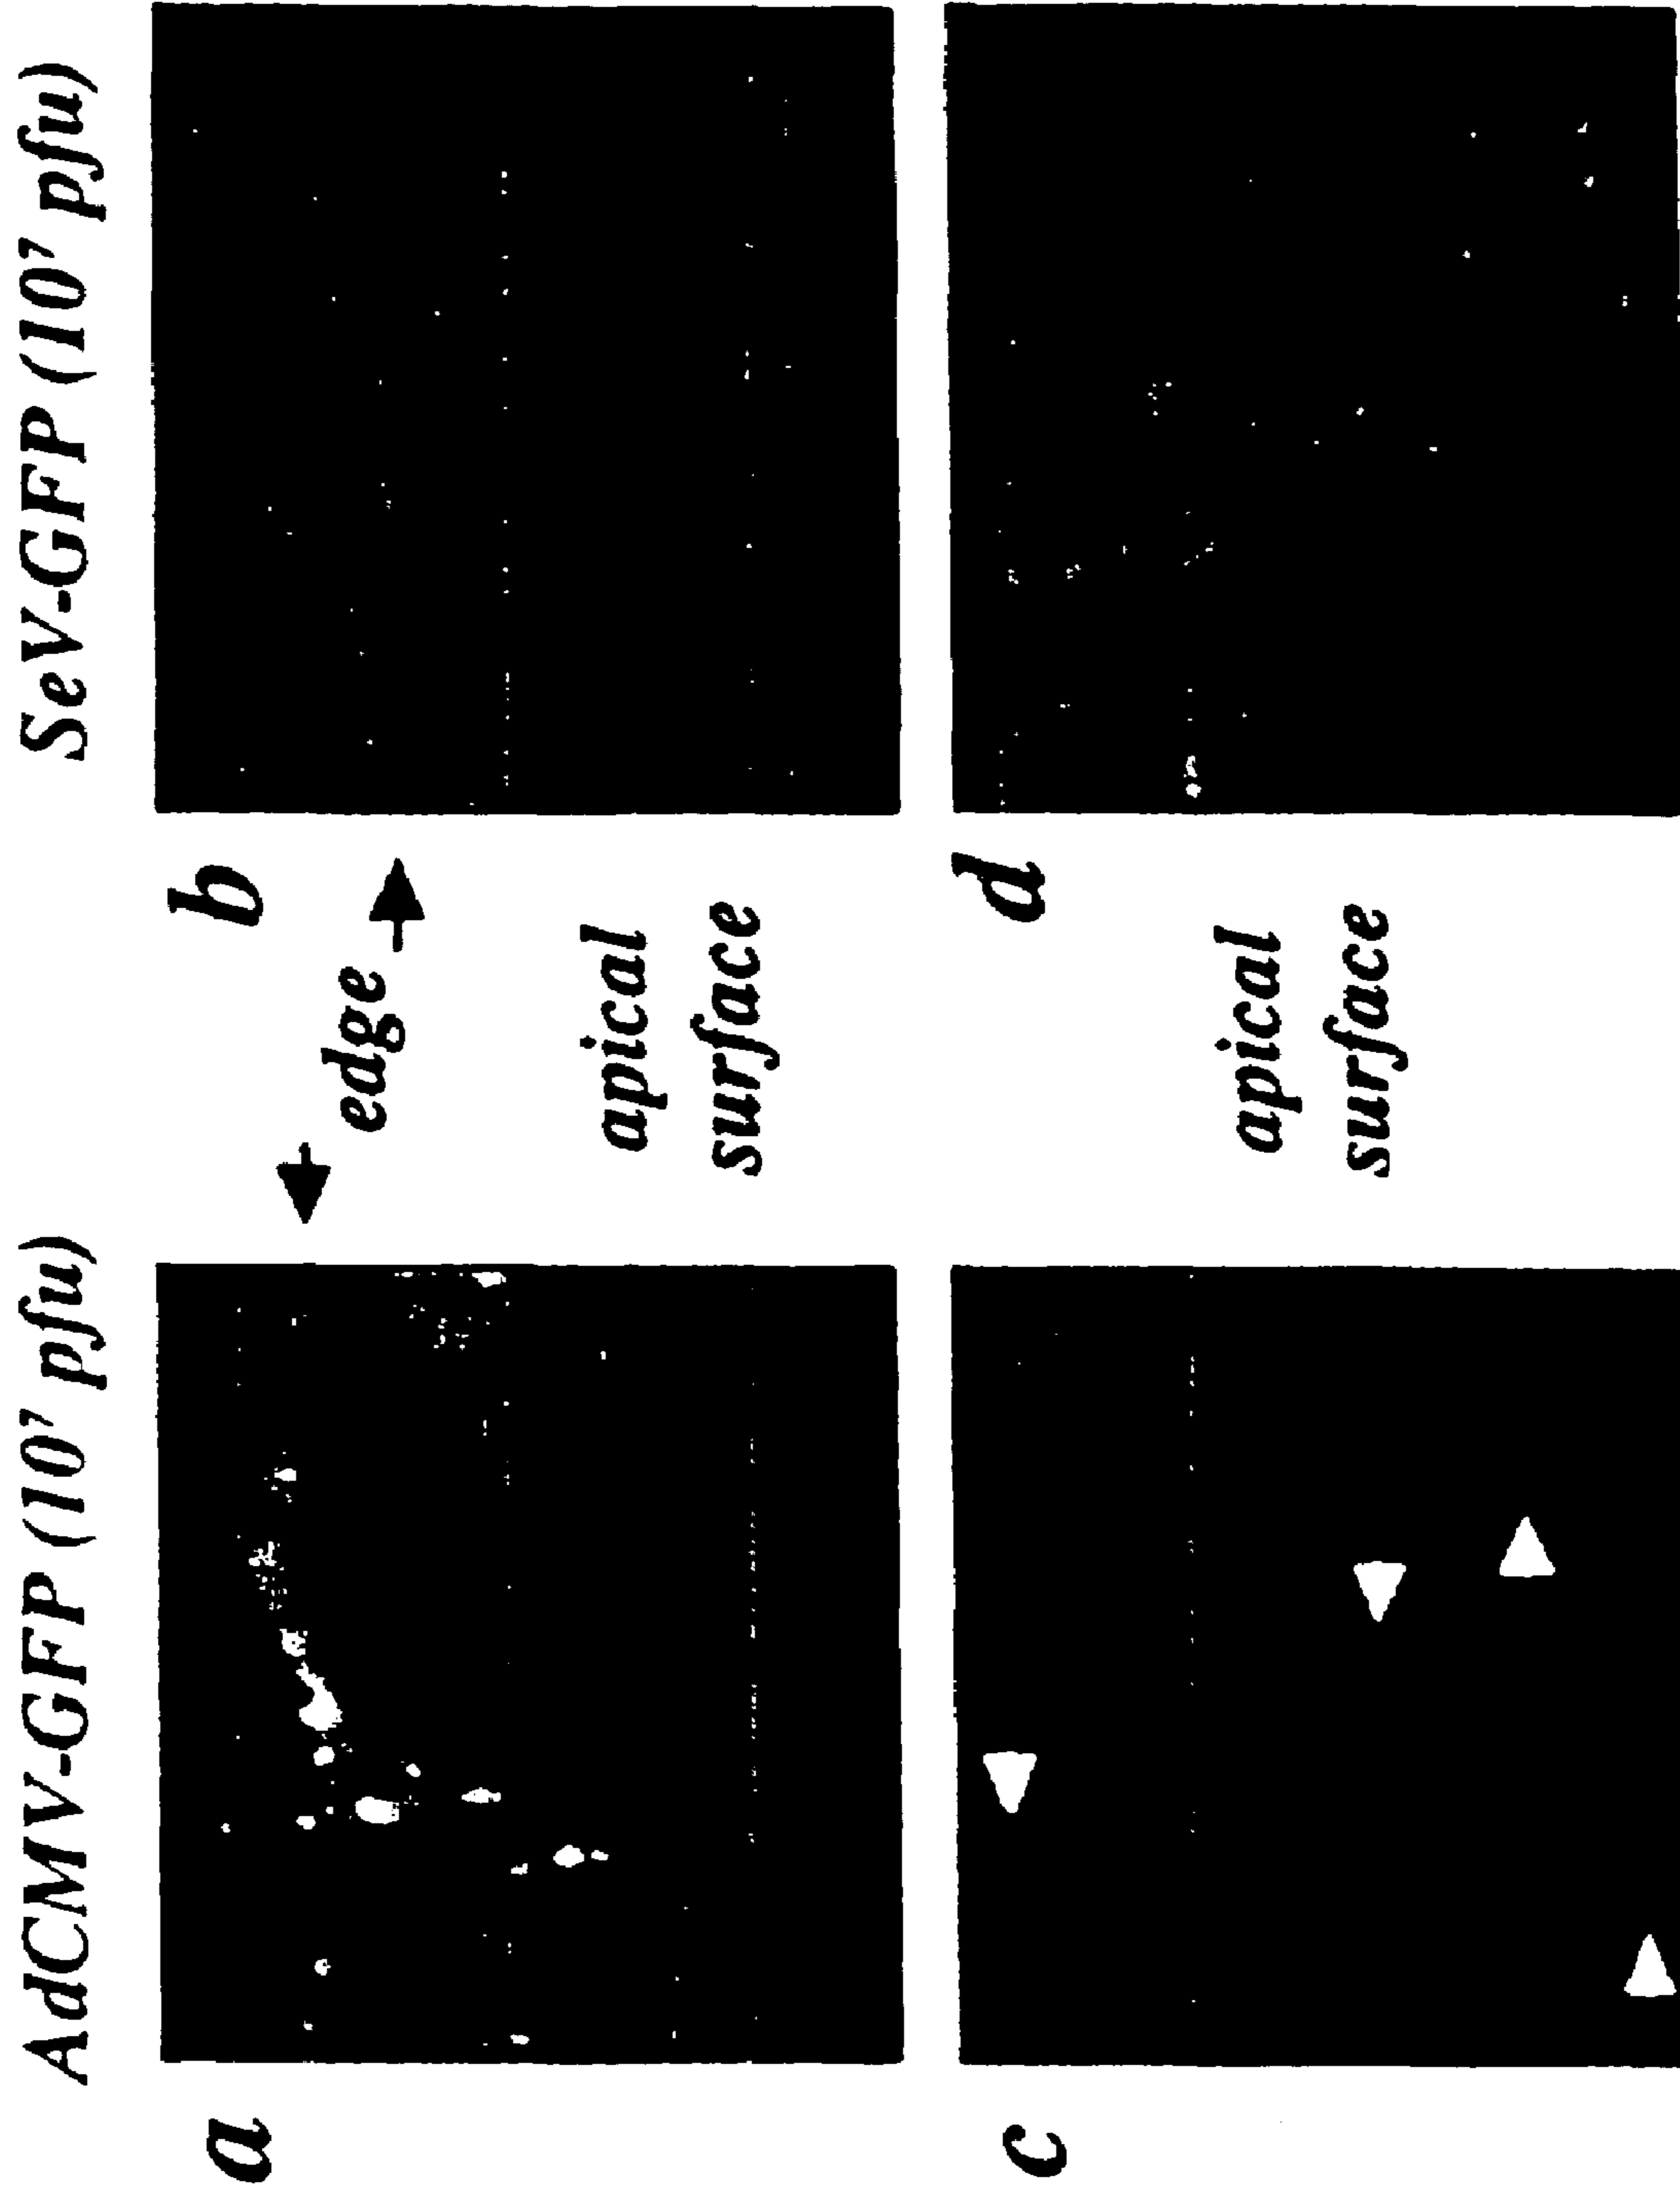 AdCMV-GFP (10⁷ pfu)
SeV-GFP (10⁷ pfu)
a
b
edge
apical
surface
c
d
apical
surface